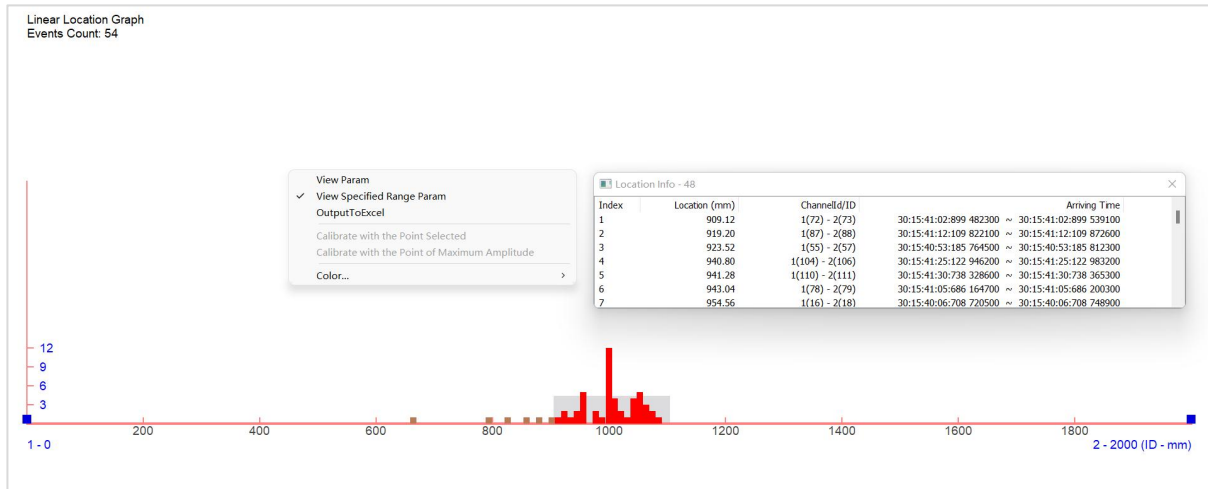 Linear Location Graph
Events Count: 54
View Param
✓ View Specified Range Param
OutputToExcel
Calibrate with the Point Selected
Calibrate with the Point of Maximum Amplitude
Color... >
Location Info - 48
Index Location (mm) ChannelId/ID Arriving Time
1 909.12 1(72) - 2(73) 30:15:41:02:899 482300 ~ 30:15:41:02:899 539100
2 919.20 1(87) - 2(88) 30:15:41:12:109 822100 ~ 30:15:41:12:109 872600
3 923.52 1(55) - 2(57) 30:15:40:53:185 764500 ~ 30:15:40:53:185 812300
4 940.80 1(104) - 2(106) 30:15:41:25:122 946200 ~ 30:15:41:25:122 983200
5 941.28 1(110) - 2(111) 30:15:41:30:738 328600 ~ 30:15:41:30:738 365300
6 943.04 1(78) - 2(79) 30:15:41:05:686 164700 ~ 30:15:41:05:686 200300
7 954.56 1(16) - 2(18) 30:15:40:06:708 720500 ~ 30:15:40:06:708 748900
12
9
6
3
200 400 600 800 1000 1200 1400 1600 1800
1 - 0 2 - 2000 (ID - mm)